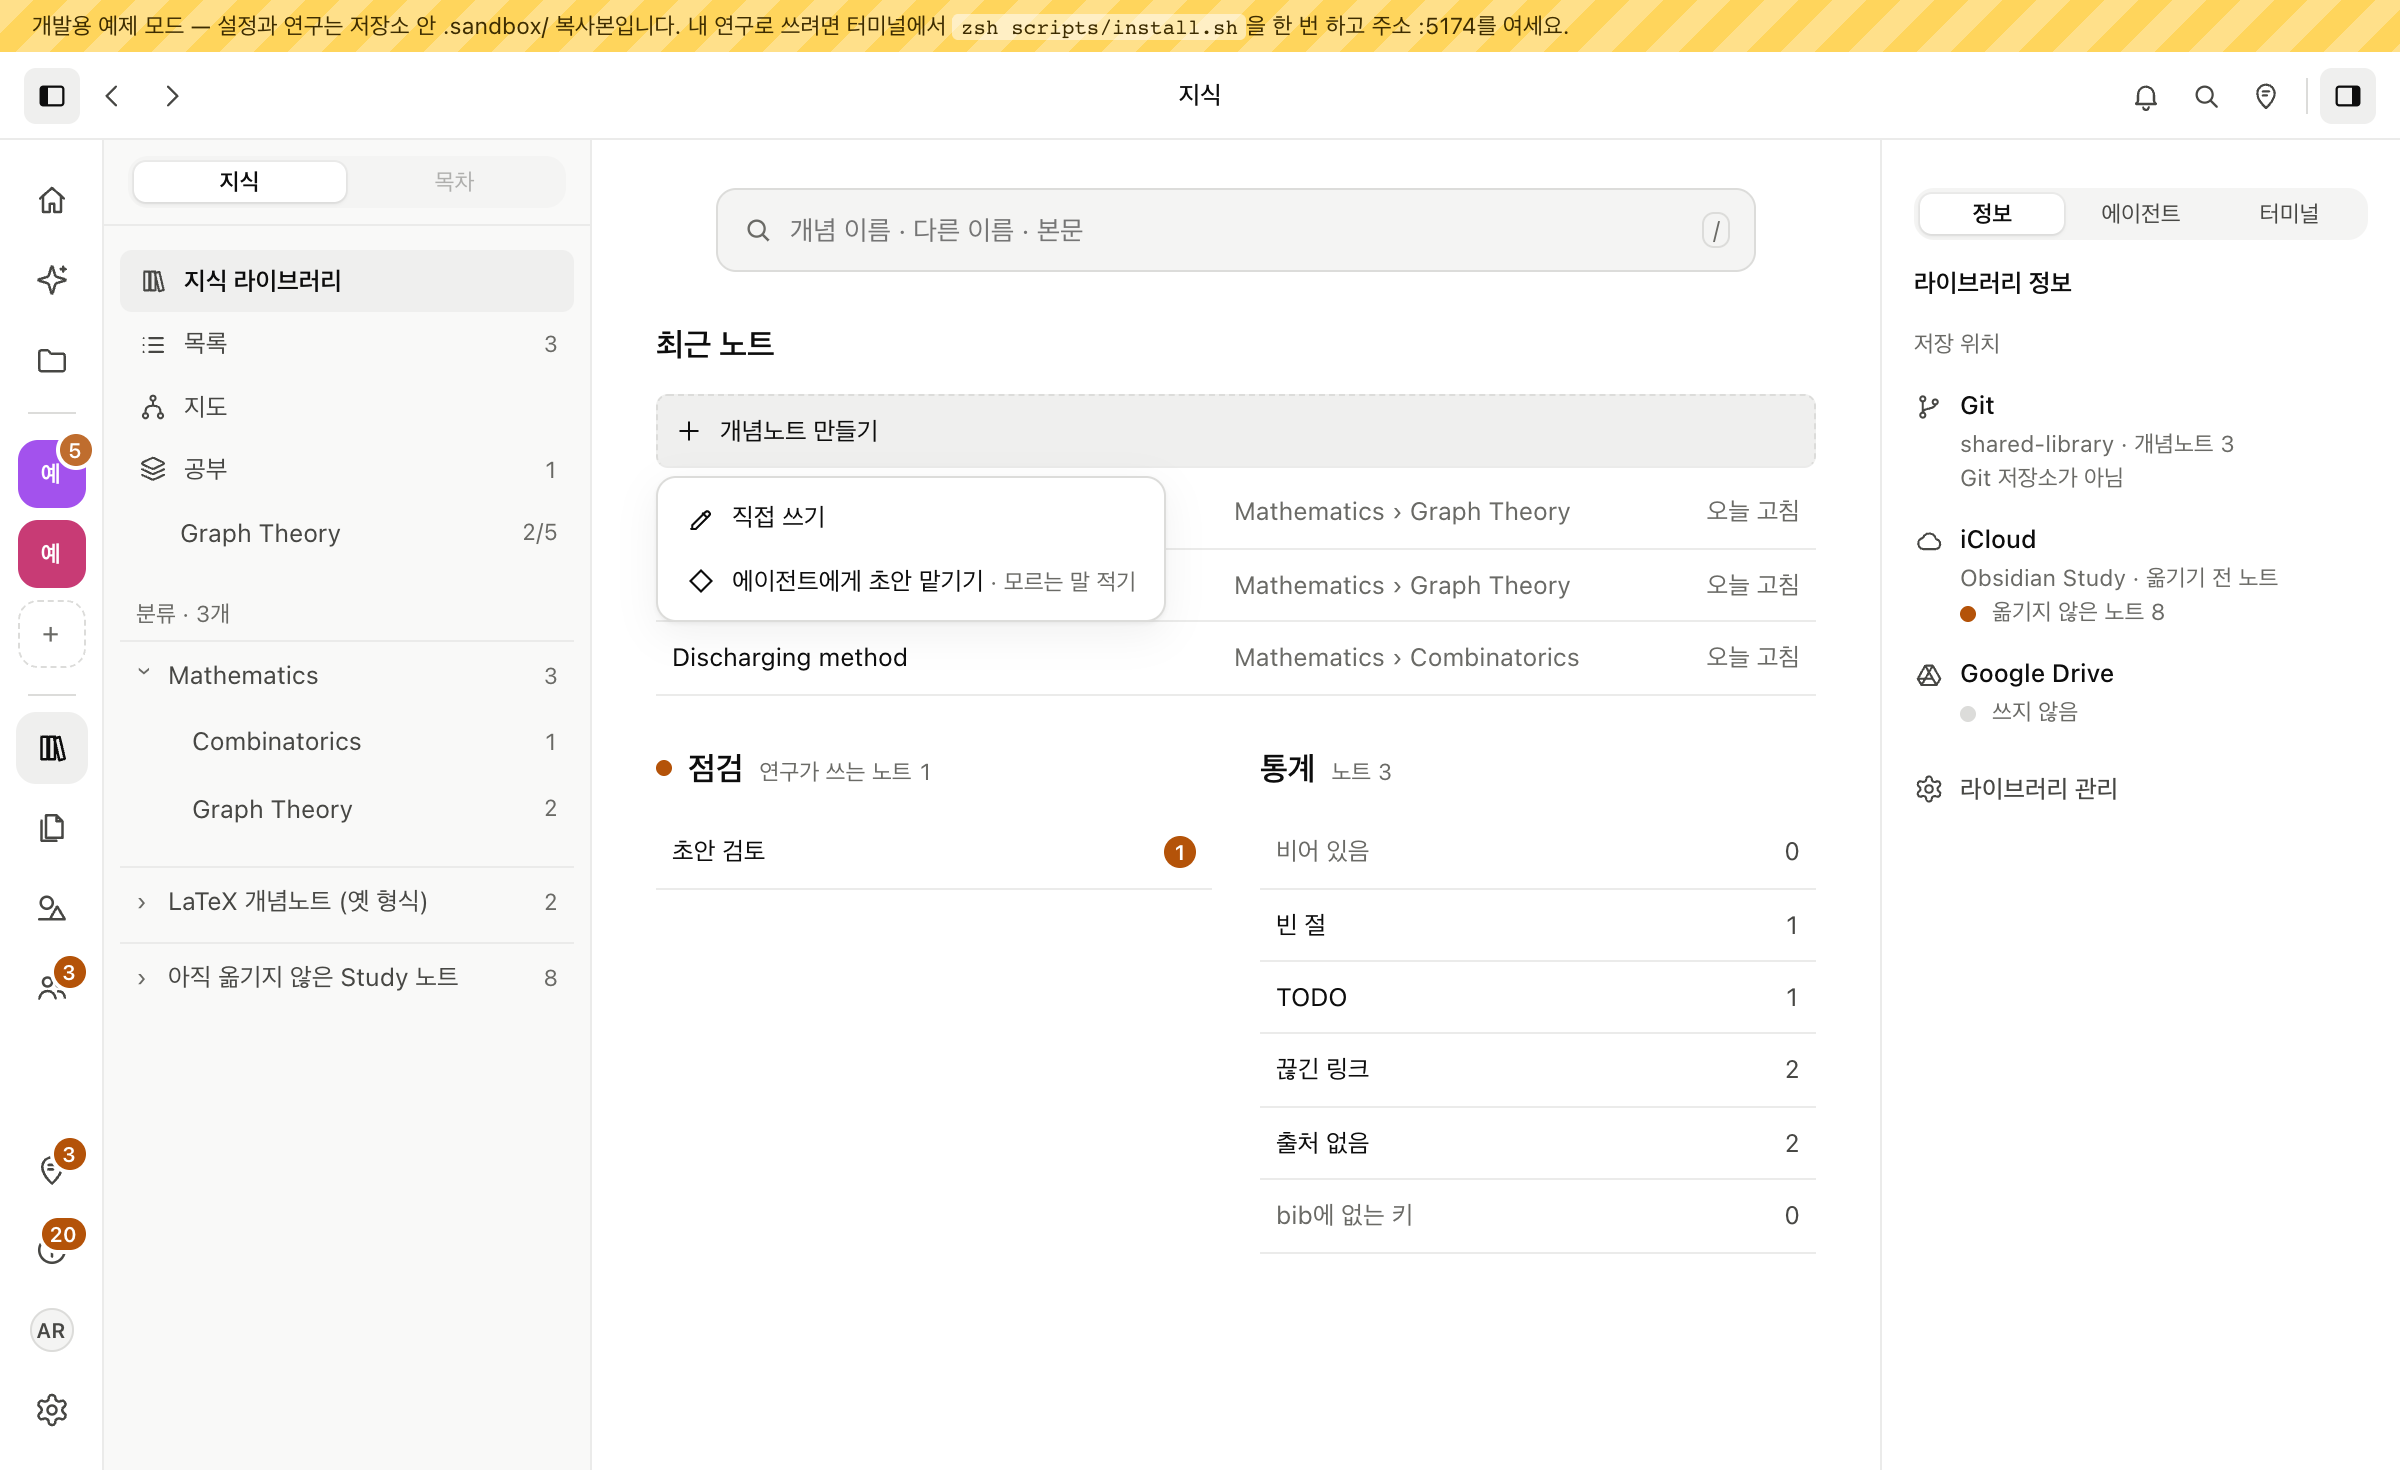 개발용 예제 모드 — 설정과 연구는 저장소 안 .sandbox/ 복사본입니다. 내 연구로 쓰려면 터미널에서 zsh scripts/install.sh을 한 번 하고 주소 :5174를 여세요.
지식
지식
목차
지식 라이브러리
목록 3
지도
공부 1
Graph Theory 2/5
분류 · 3개
Mathematics 3
Combinatorics 1
Graph Theory 2
LaTeX 개념노트 (옛 형식) 2
아직 옮기지 않은 Study 노트 8
예 5
예
+
3
3
20
AR
개념 이름 · 다른 이름 · 본문 /
최근 노트
+ 개념노트 만들기
직접 쓰기
에이전트에게 초안 맡기기 · 모르는 말 적기
Mathematics › Graph Theory 오늘 고침
Mathematics › Graph Theory 오늘 고침
Discharging method Mathematics › Combinatorics 오늘 고침
점검 연구가 쓰는 노트 1
초안 검토 1
통계 노트 3
비어 있음 0
빈 절 1
TODO 1
끊긴 링크 2
출처 없음 2
bib에 없는 키 0
정보
에이전트
터미널
라이브러리 정보
저장 위치
Git
shared-library · 개념노트 3
Git 저장소가 아님
iCloud
Obsidian Study · 옮기기 전 노트
옮기지 않은 노트 8
Google Drive
쓰지 않음
라이브러리 관리